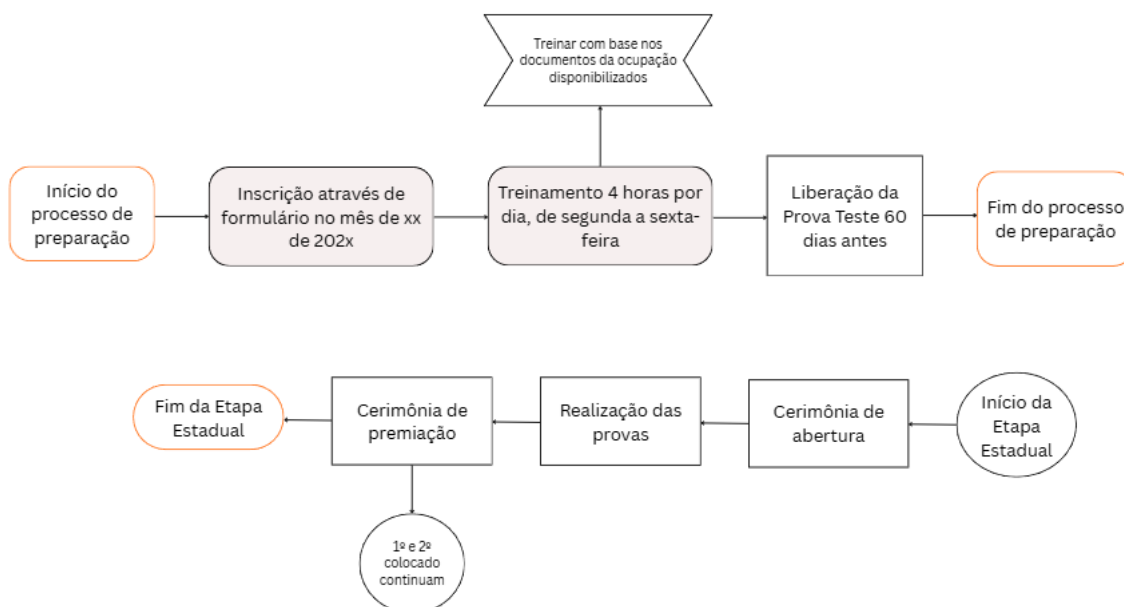 Treinar com base nos
documentos da ocupação
disponibilizados
Início do
processo de
preparação
Inscrição através de
formulário no mês de xx
de 202x
Treinamento 4 horas por
dia, de segunda a sexta-
feira
Liberação da
Prova Teste 60
dias antes
Fim do processo
de preparação
Fim da Etapa
Estadual
Cerimônia de
premiação
Realização das
provas
Cerimônia de
abertura
Início da
Etapa
Estadual
1º e 2º
colocado
continuam